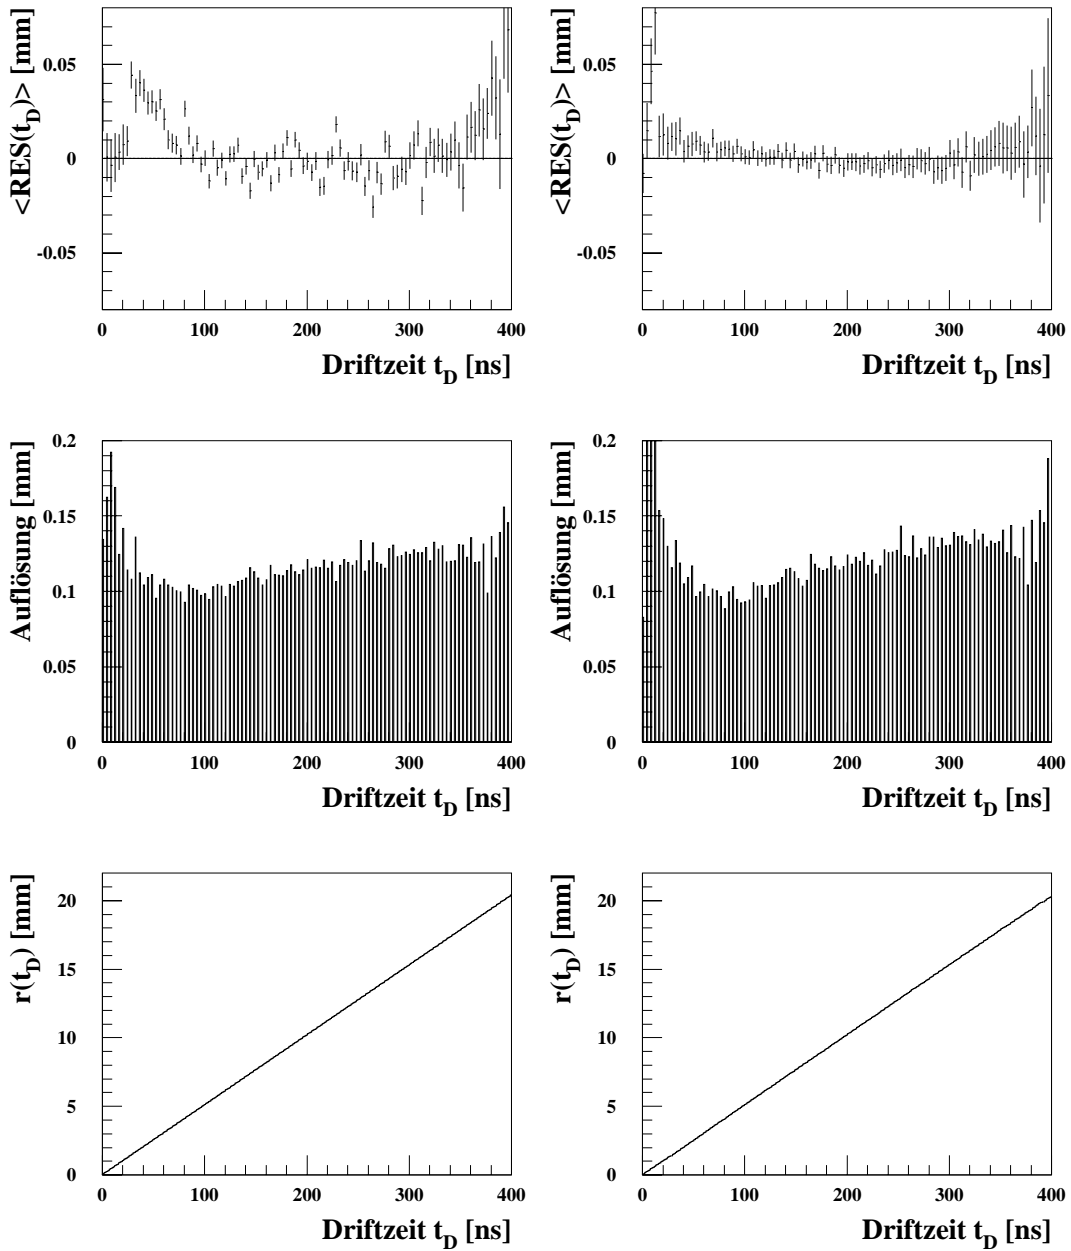 <RES(t_D)> [mm]
0.05
0
-0.05
0 100 200 300 400
Driftzeit t_D [ns]
<RES(t_D)> [mm]
0.05
0
-0.05
0 100 200 300 400
Driftzeit t_D [ns]
Auflösung [mm]
0.2
0.15
0.1
0.05
0
0 100 200 300 400
Driftzeit t_D [ns]
Auflösung [mm]
0.2
0.15
0.1
0.05
0
0 100 200 300 400
Driftzeit t_D [ns]
r(t_D) [mm]
20
15
10
5
0
0 100 200 300 400
Driftzeit t_D [ns]
r(t_D) [mm]
20
15
10
5
0
0 100 200 300 400
Driftzeit t_D [ns]